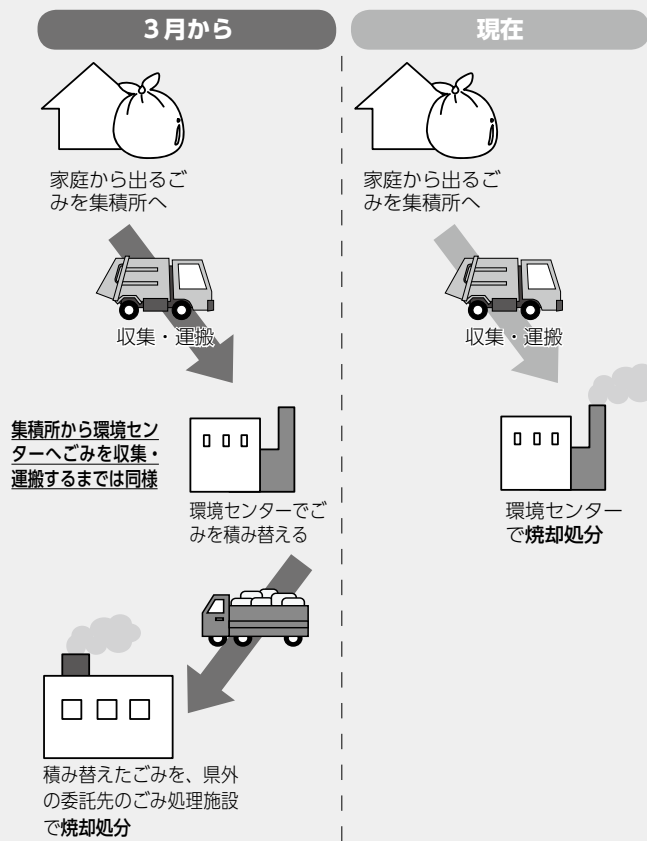 3月から
家庭から出るご
みを集積所へ
収集・運搬
集積所から環境セン
ターへごみを収集・
運搬するまでは同様
環境センターでご
みを積み替える
積み替えたごみを、県外
の委託先のごみ処理施設
で焼却処分
現在
家庭から出るご
みを集積所へ
収集・運搬
環境センター
で焼却処分